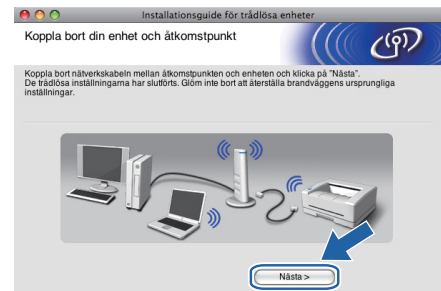 Installationsguide för trådlösa enheter
Koppla bort din enhet och åtkomstpunkt
Koppla bort nätverkskabeln mellan åtkomstpunkten och enheten och klicka på "Nästa".
De trådlösa inställningarna har slutförts. Glöm inte bort att återställa brandväggens ursprungliga
inställningar.
Nästa >